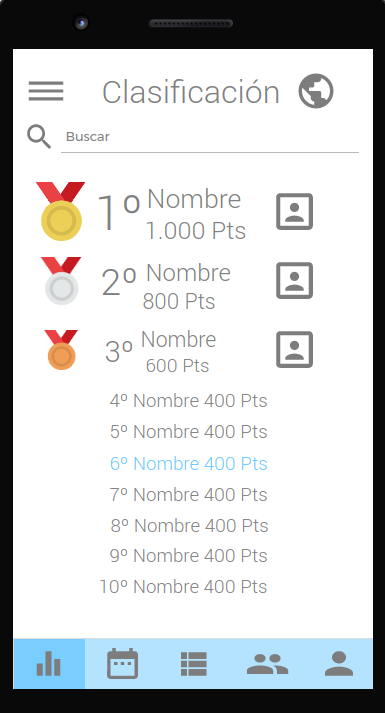 Clasificación
Buscar
1º Nombre
1.000 Pts
2º Nombre
800 Pts
3º Nombre
600 Pts
4º Nombre 400 Pts
5º Nombre 400 Pts
6º Nombre 400 Pts
7º Nombre 400 Pts
8º Nombre 400 Pts
9º Nombre 400 Pts
10º Nombre 400 Pts